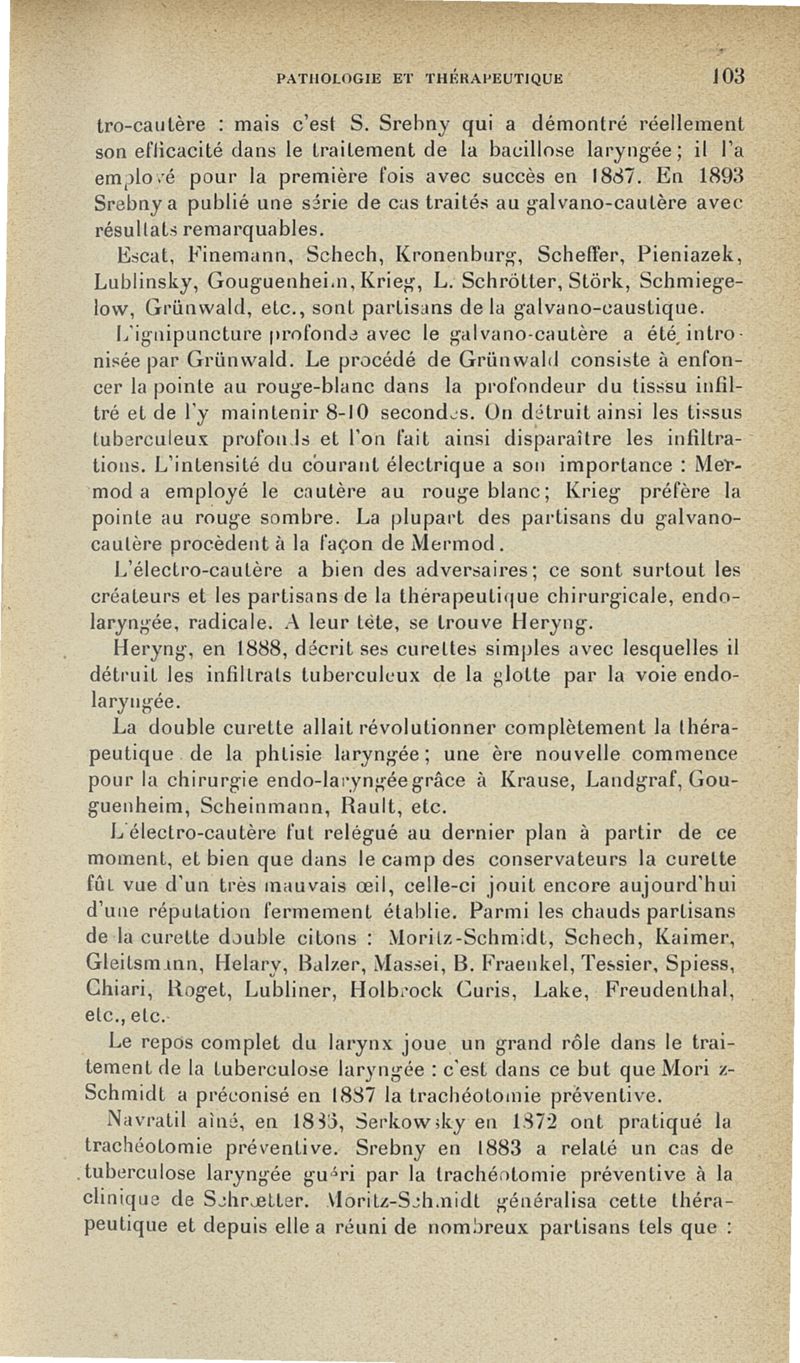 PATHOLOGIE ET THÉRAPEUTIQUE 103
tro-cautère : mais c'est S. Srebny qui a démontré réellement
son efficacité dans le traitement de la bacillose laryngée; il l'a
employé pour la première fois avec succès en 1887. En 1893
Srebny a publié une série de cas traités au galvano-cautère avec
résultats remarquables.
Escat, Finemann, Schech, Kronenburg, Scheffer, Pieniazek,
Lublinsky, Gouguenheim, Krieg, L. Schrötter, Störk, Schmiege-
low, Grünwald, etc., sont partisans de la galvano-caustique.
L'ignipuncture profonde avec le galvano-cautère a été intro-
nisée par Grünwald. Le procédé de Grünwald consiste à enfon-
cer la pointe au rouge-blanc dans la profondeur du tisssu infil-
tré et de l'y maintenir 8-10 secondes. On détruit ainsi les tissus
tuberculeux profonds et l'on fait ainsi disparaître les infiltra-
tions. L'intensité du courant électrique a son importance : Mer-
mod a employé le cautère au rouge blanc; Krieg préfère la
pointe au rouge sombre. La plupart des partisans du galvano-
cautère procèdent à la façon de Mermod.
L'électro-cautère a bien des adversaires; ce sont surtout les
créateurs et les partisans de la thérapeutique chirurgicale, endo-
laryngée, radicale. A leur tête, se trouve Heryng.
Heryng, en 1888, décrit ses curettes simples avec lesquelles il
détruit les infiltrats tuberculeux de la glotte par la voie endo-
laryngée.
La double curette allait révolutionner complètement la théra-
peutique de la phtisie laryngée; une ère nouvelle commence
pour la chirurgie endo-laryngée grâce à Krause, Landgraf, Gou-
guenheim, Scheinmann, Rault, etc.
L'électro-cautère fut relégué au dernier plan à partir de ce
moment, et bien que dans le camp des conservateurs la curette
fût vue d'un très mauvais œil, celle-ci jouit encore aujourd'hui
d'une réputation fermement établie. Parmi les chauds partisans
de la curette double citons : Moritz-Schmidt, Schech, Kaimer,
Gleitsmann, Helary, Balzer, Massei, B. Fraenkel, Tessier, Spiess,
Chiari, Roget, Lubliner, Holbrock Curis, Lake, Freudenthal,
etc., etc.
Le repos complet du larynx joue un grand rôle dans le trai-
tement de la tuberculose laryngée : c'est dans ce but que Mori z-
Schmidt a préconisé en 1887 la trachéotomie préventive.
Navratil aîné, en Serkowsky en 1872 ont pratiqué la
trachéotomie préventive. Srebny en 1883 a relaté un cas de
tuberculose laryngée guéri par la trachéotomie préventive à la
clinique de Schrœtter. Moritz-Schmidt généralisa cette théra-
peutique et depuis elle a réuni de nombreux partisans tels que :